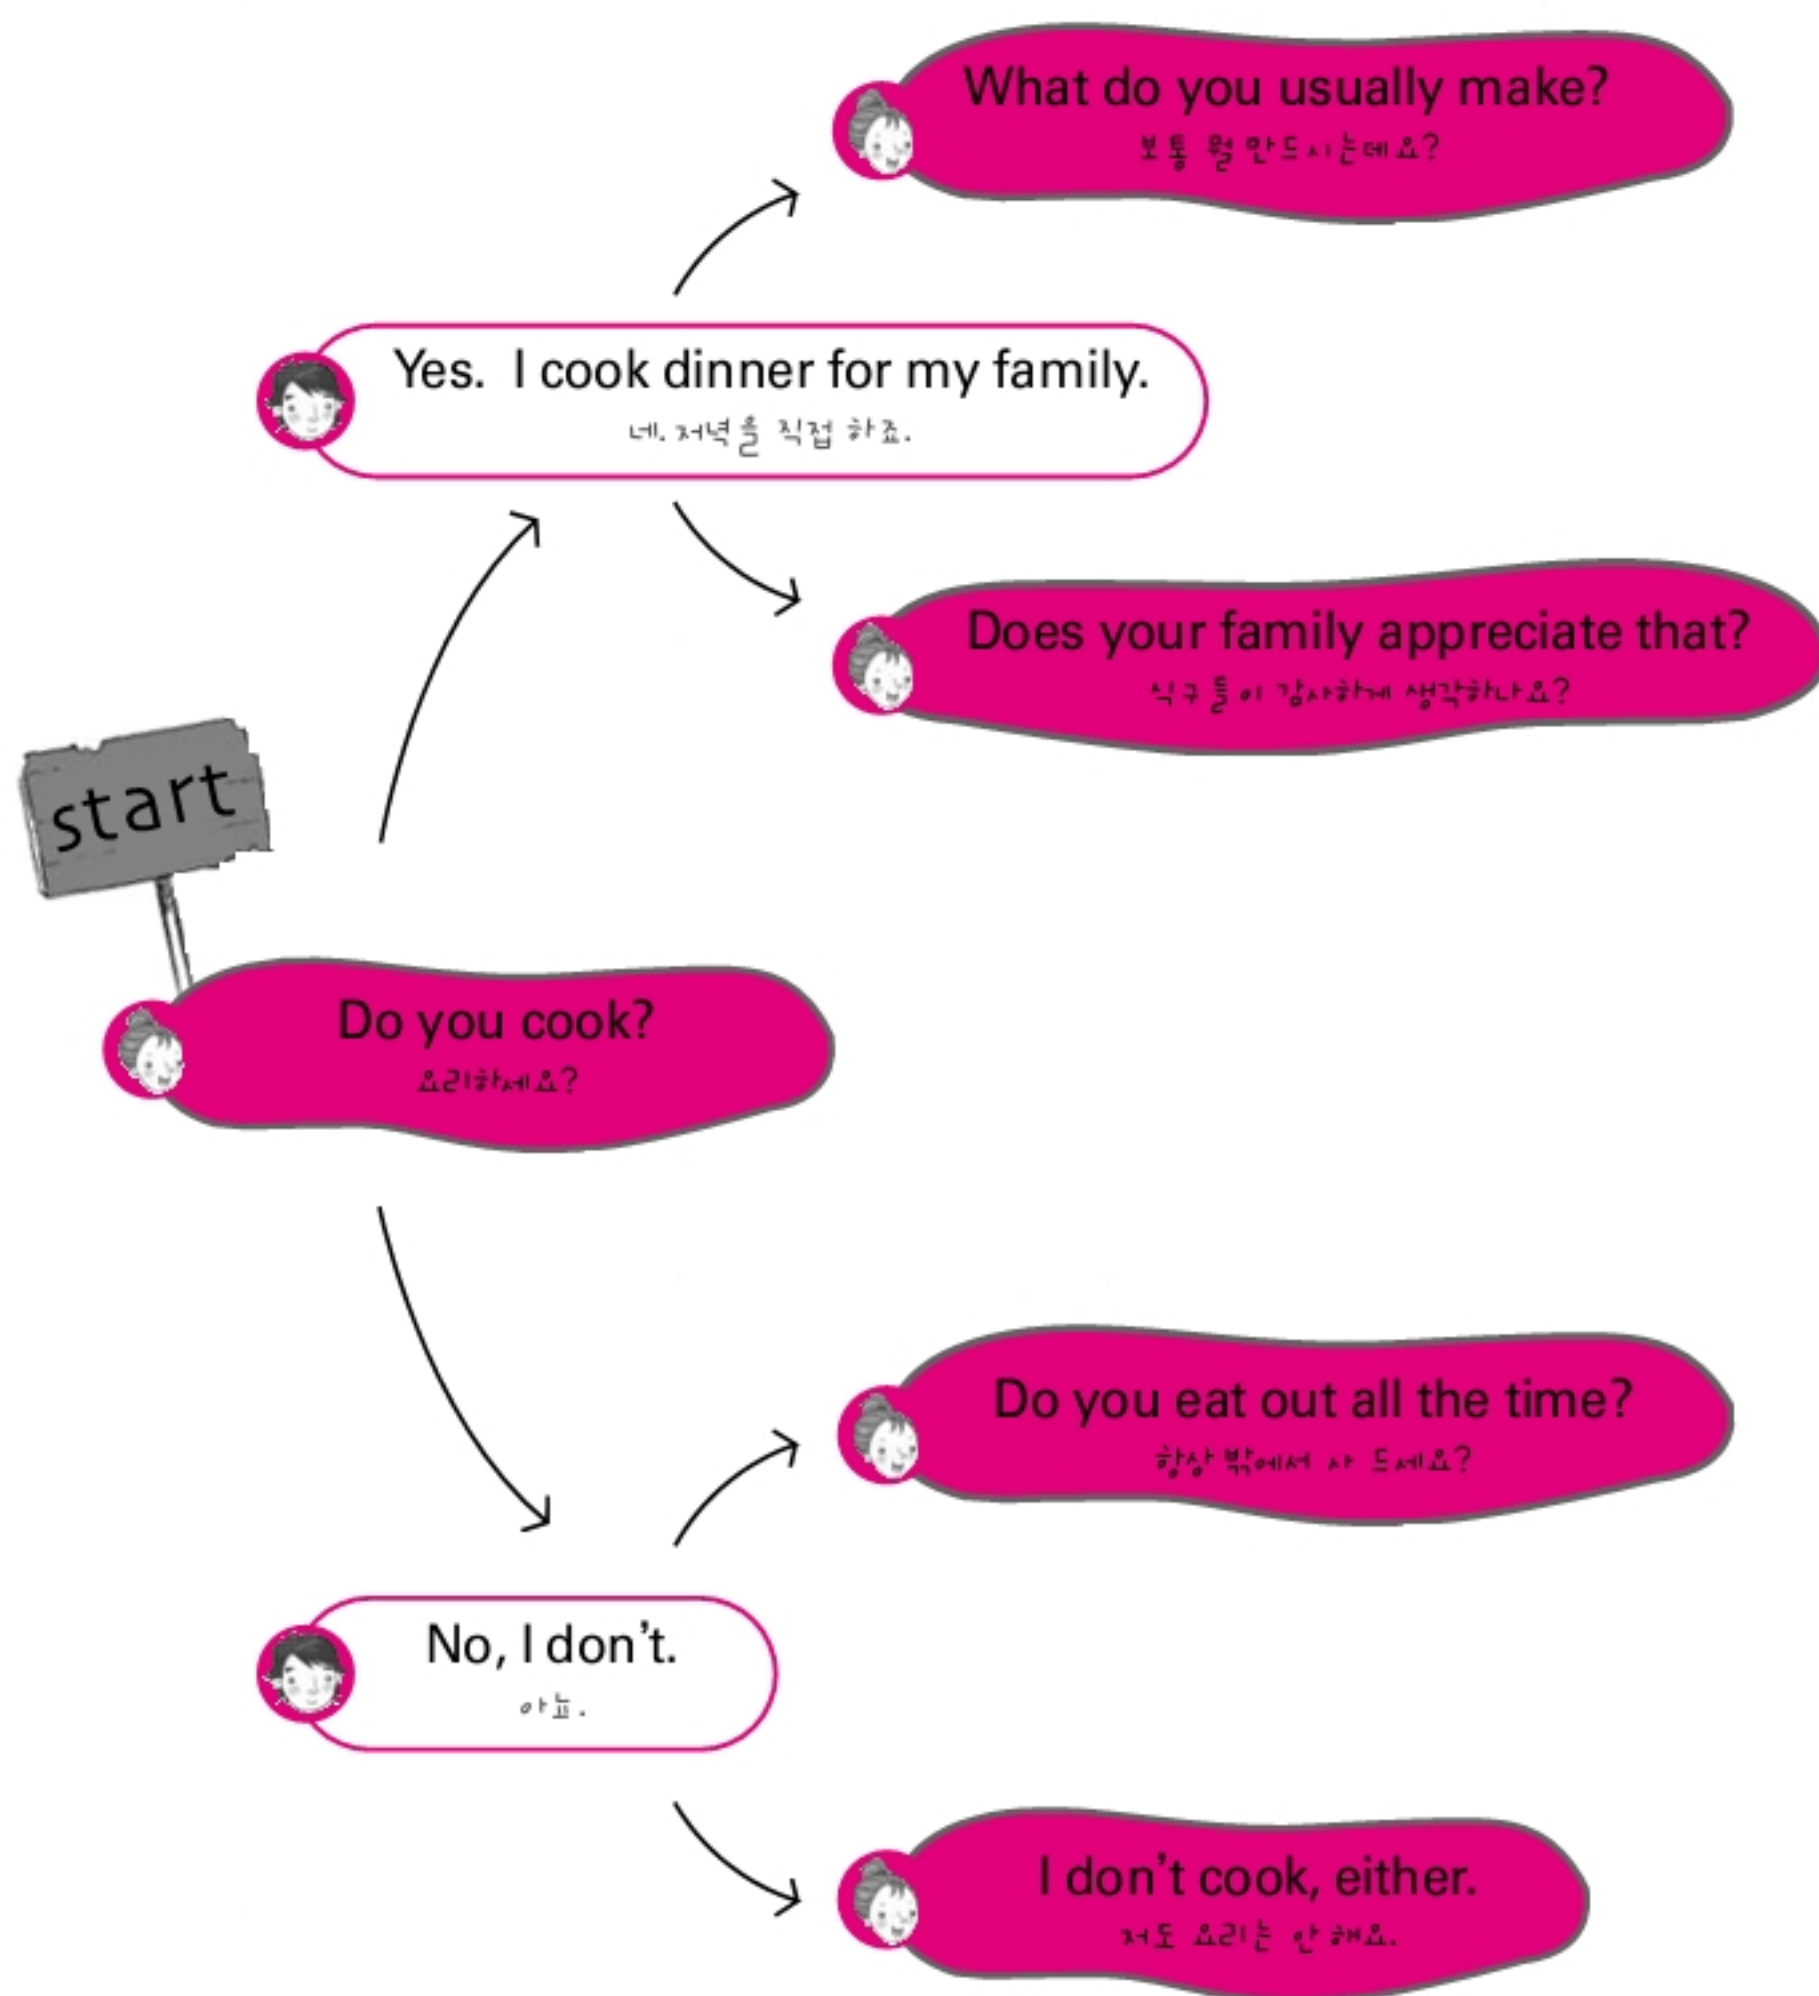 What do you usually make?
보통 뭘 만드시는데요?
Yes. I cook dinner for my family.
네. 저녁을 직접 하죠.
Does your family appreciate that?
식구들이 감사하게 생각하나요?
start
Do you cook?
요리하세요?
Do you eat out all the time?
항상 밖에서 사 드세요?
No, I don't.
아뇨.
I don't cook, either.
저도 요리는 안 해요.